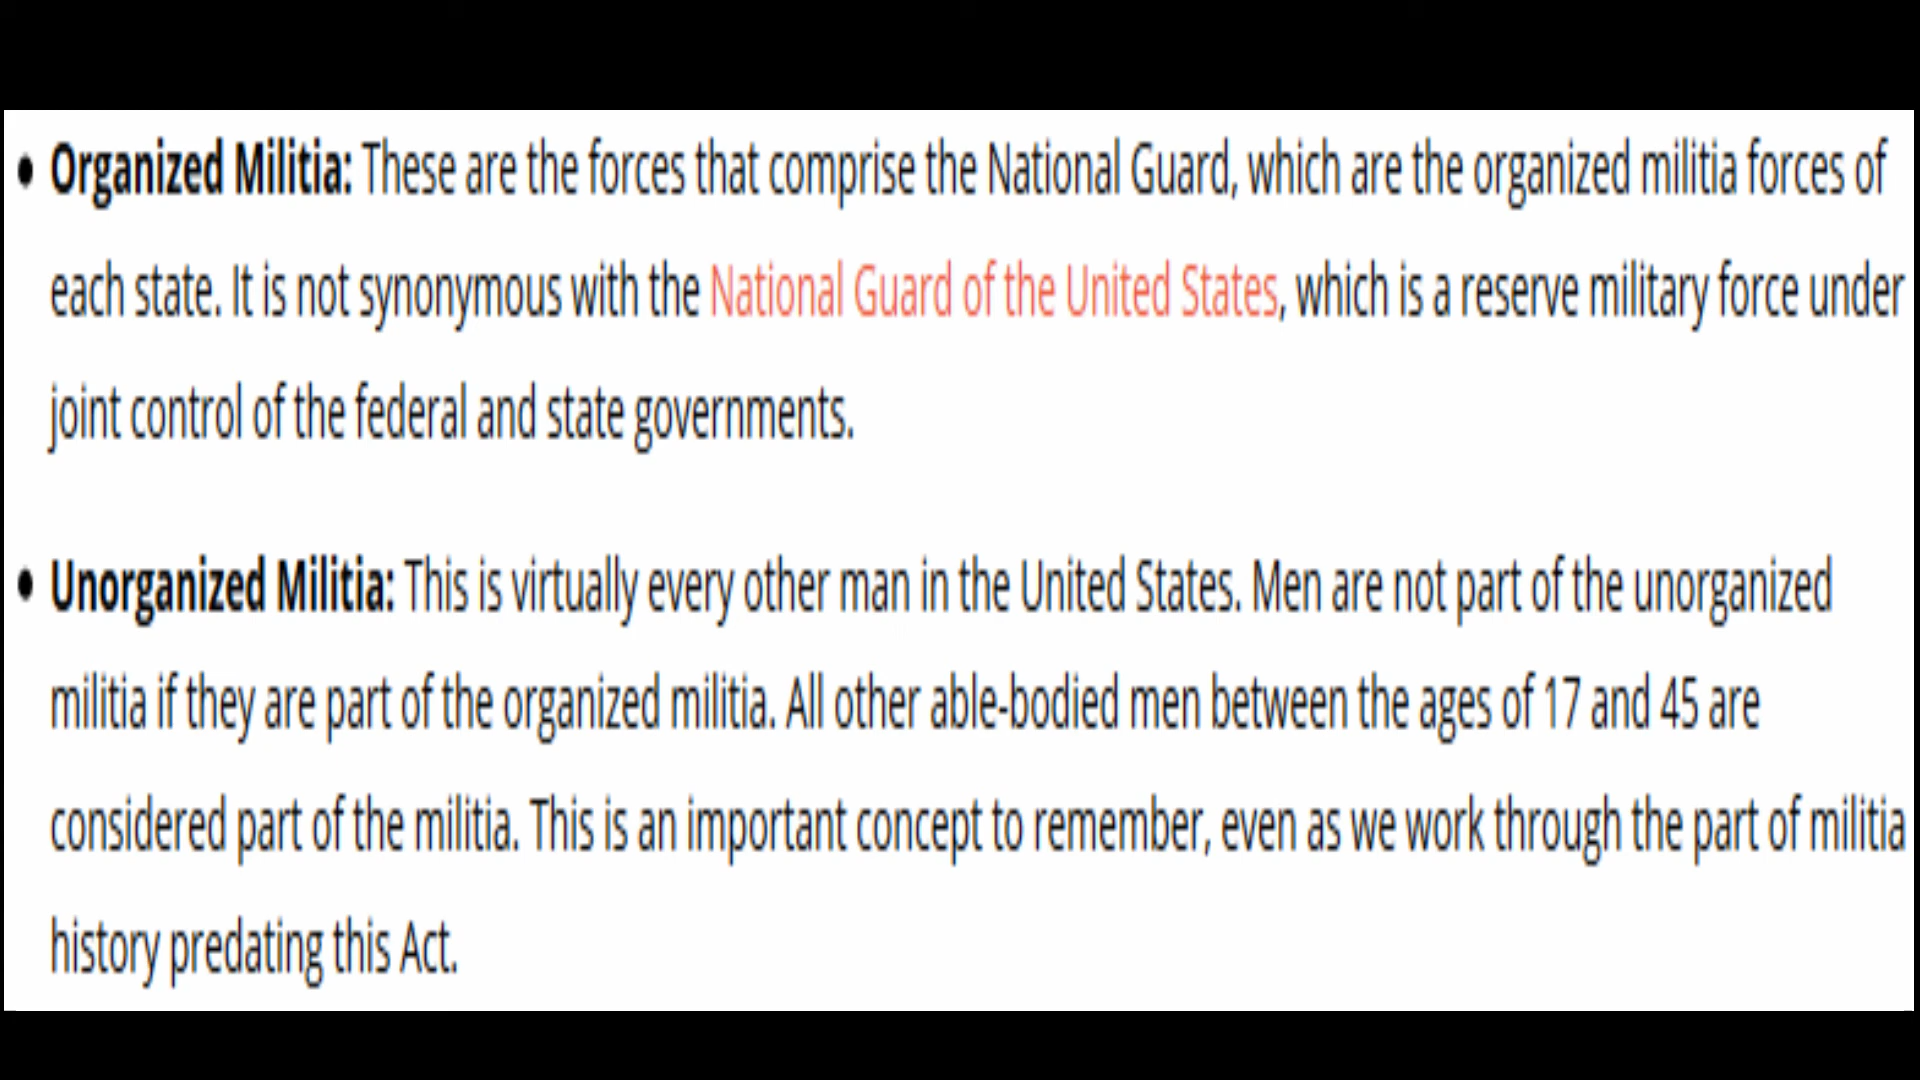 • Organized Militia: These are the forces that comprise the National Guard, which are the organized militia forces of
each state. It is not synonymous with the National Guard of the United States, which is a reserve military force under
joint control of the federal and state governments.
• Unorganized Militia: This is virtually every other man in the United States. Men are not part of the unorganized
militia if they are part of the organized militia. All other able-bodied men between the ages of 17 and 45 are
considered part of the militia. This is an important concept to remember, even as we work through the part of militia
history predating this Act.